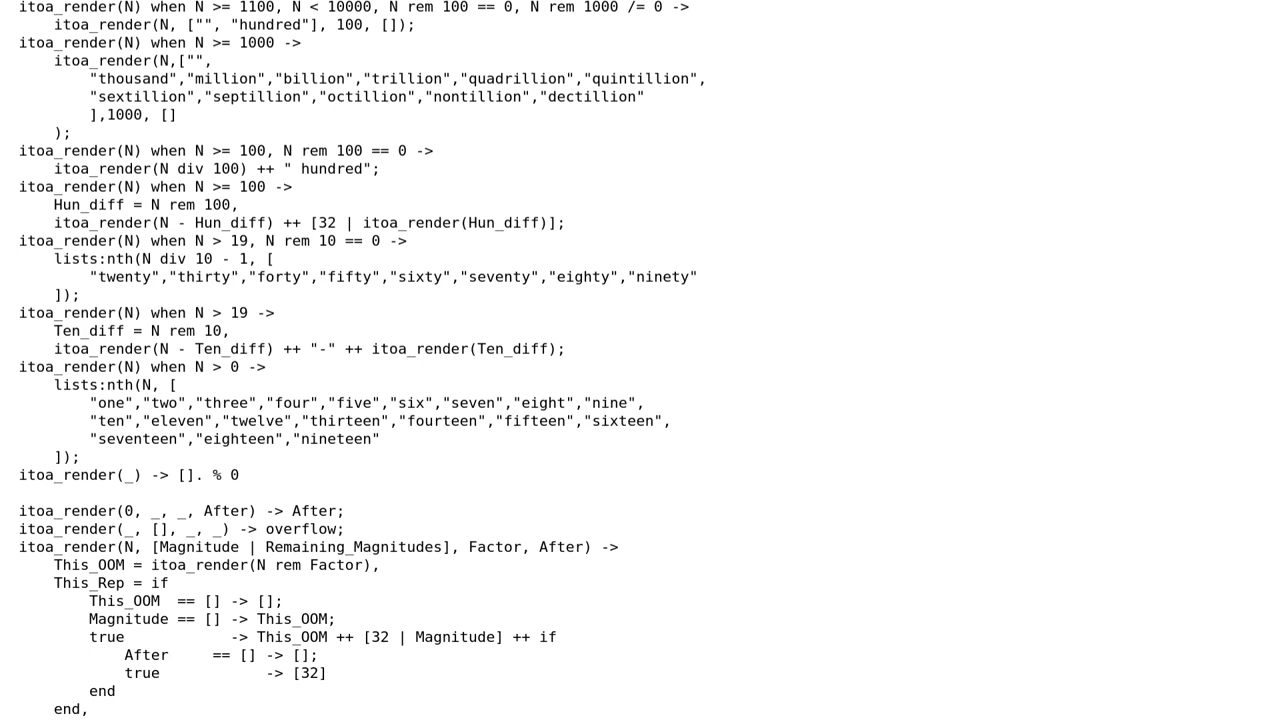 itoa_render(N) when N >= 1100, N < 10000, N rem 100 == 0, N rem 1000 /= 0 ->
    itoa_render(N, ["", "hundred"], 100, []);
itoa_render(N) when N >= 1000 ->
    itoa_render(N,["",
        "thousand","million","billion","trillion","quadrillion","quintillion",
        "sextillion","septillion","octillion","nontillion","dectillion"
        ],1000, []
    );
itoa_render(N) when N >= 100, N rem 100 == 0 ->
    itoa_render(N div 100) ++ " hundred";
itoa_render(N) when N >= 100 ->
    Hun_diff = N rem 100,
    itoa_render(N - Hun_diff) ++ [32 | itoa_render(Hun_diff)];
itoa_render(N) when N > 19, N rem 10 == 0 ->
    lists:nth(N div 10 - 1, [
        "twenty","thirty","forty","fifty","sixty","seventy","eighty","ninety"
    ]);
itoa_render(N) when N > 19 ->
    Ten_diff = N rem 10,
    itoa_render(N - Ten_diff) ++ "-" ++ itoa_render(Ten_diff);
itoa_render(N) when N > 0 ->
    lists:nth(N, [
        "one","two","three","four","five","six","seven","eight","nine",
        "ten","eleven","twelve","thirteen","fourteen","fifteen","sixteen",
        "seventeen","eighteen","nineteen"
    ]);
itoa_render(_) -> []. % 0

itoa_render(0, _, _, After) -> After;
itoa_render(_, [], _, _) -> overflow;
itoa_render(N, [Magnitude | Remaining_Magnitudes], Factor, After) ->
    This_OOM = itoa_render(N rem Factor),
    This_Rep = if
        This_OOM  == [] -> [];
        Magnitude == [] -> This_OOM;
        true            -> This_OOM ++ [32 | Magnitude] ++ if
            After     == [] -> [];
            true            -> [32]
        end
    end,